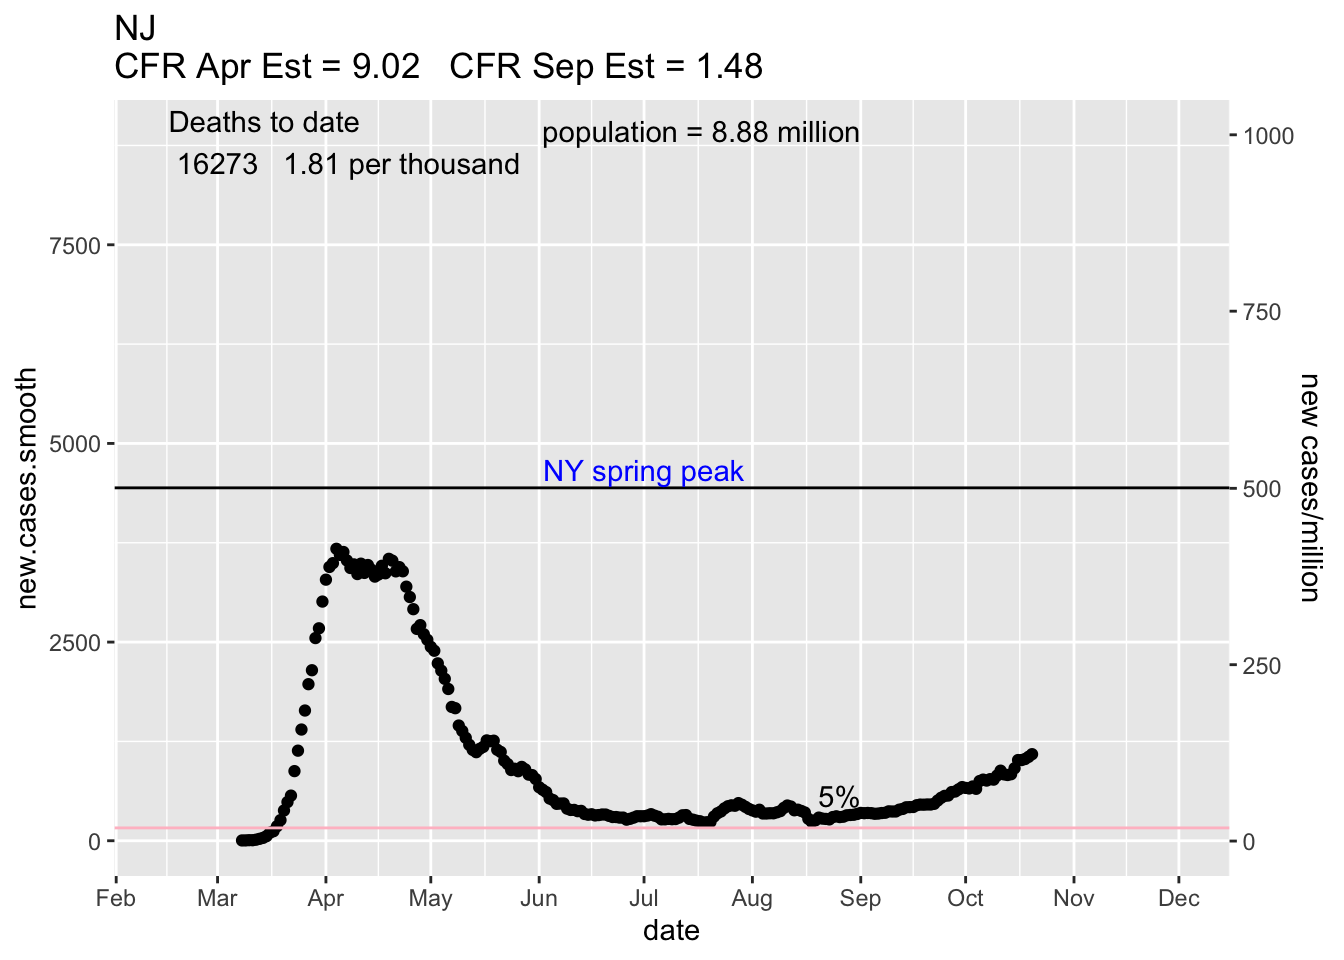 NJ
CFR Apr Est = 9.02   CFR Sep Est = 1.48
Deaths to date
16273   1.81 per thousand
population = 8.88 million
NY spring peak
5%
new.cases.smooth
7500
5000
2500
0
new cases/million
1000
750
500
250
0
Feb Mar Apr May Jun Jul Aug Sep Oct Nov Dec
date